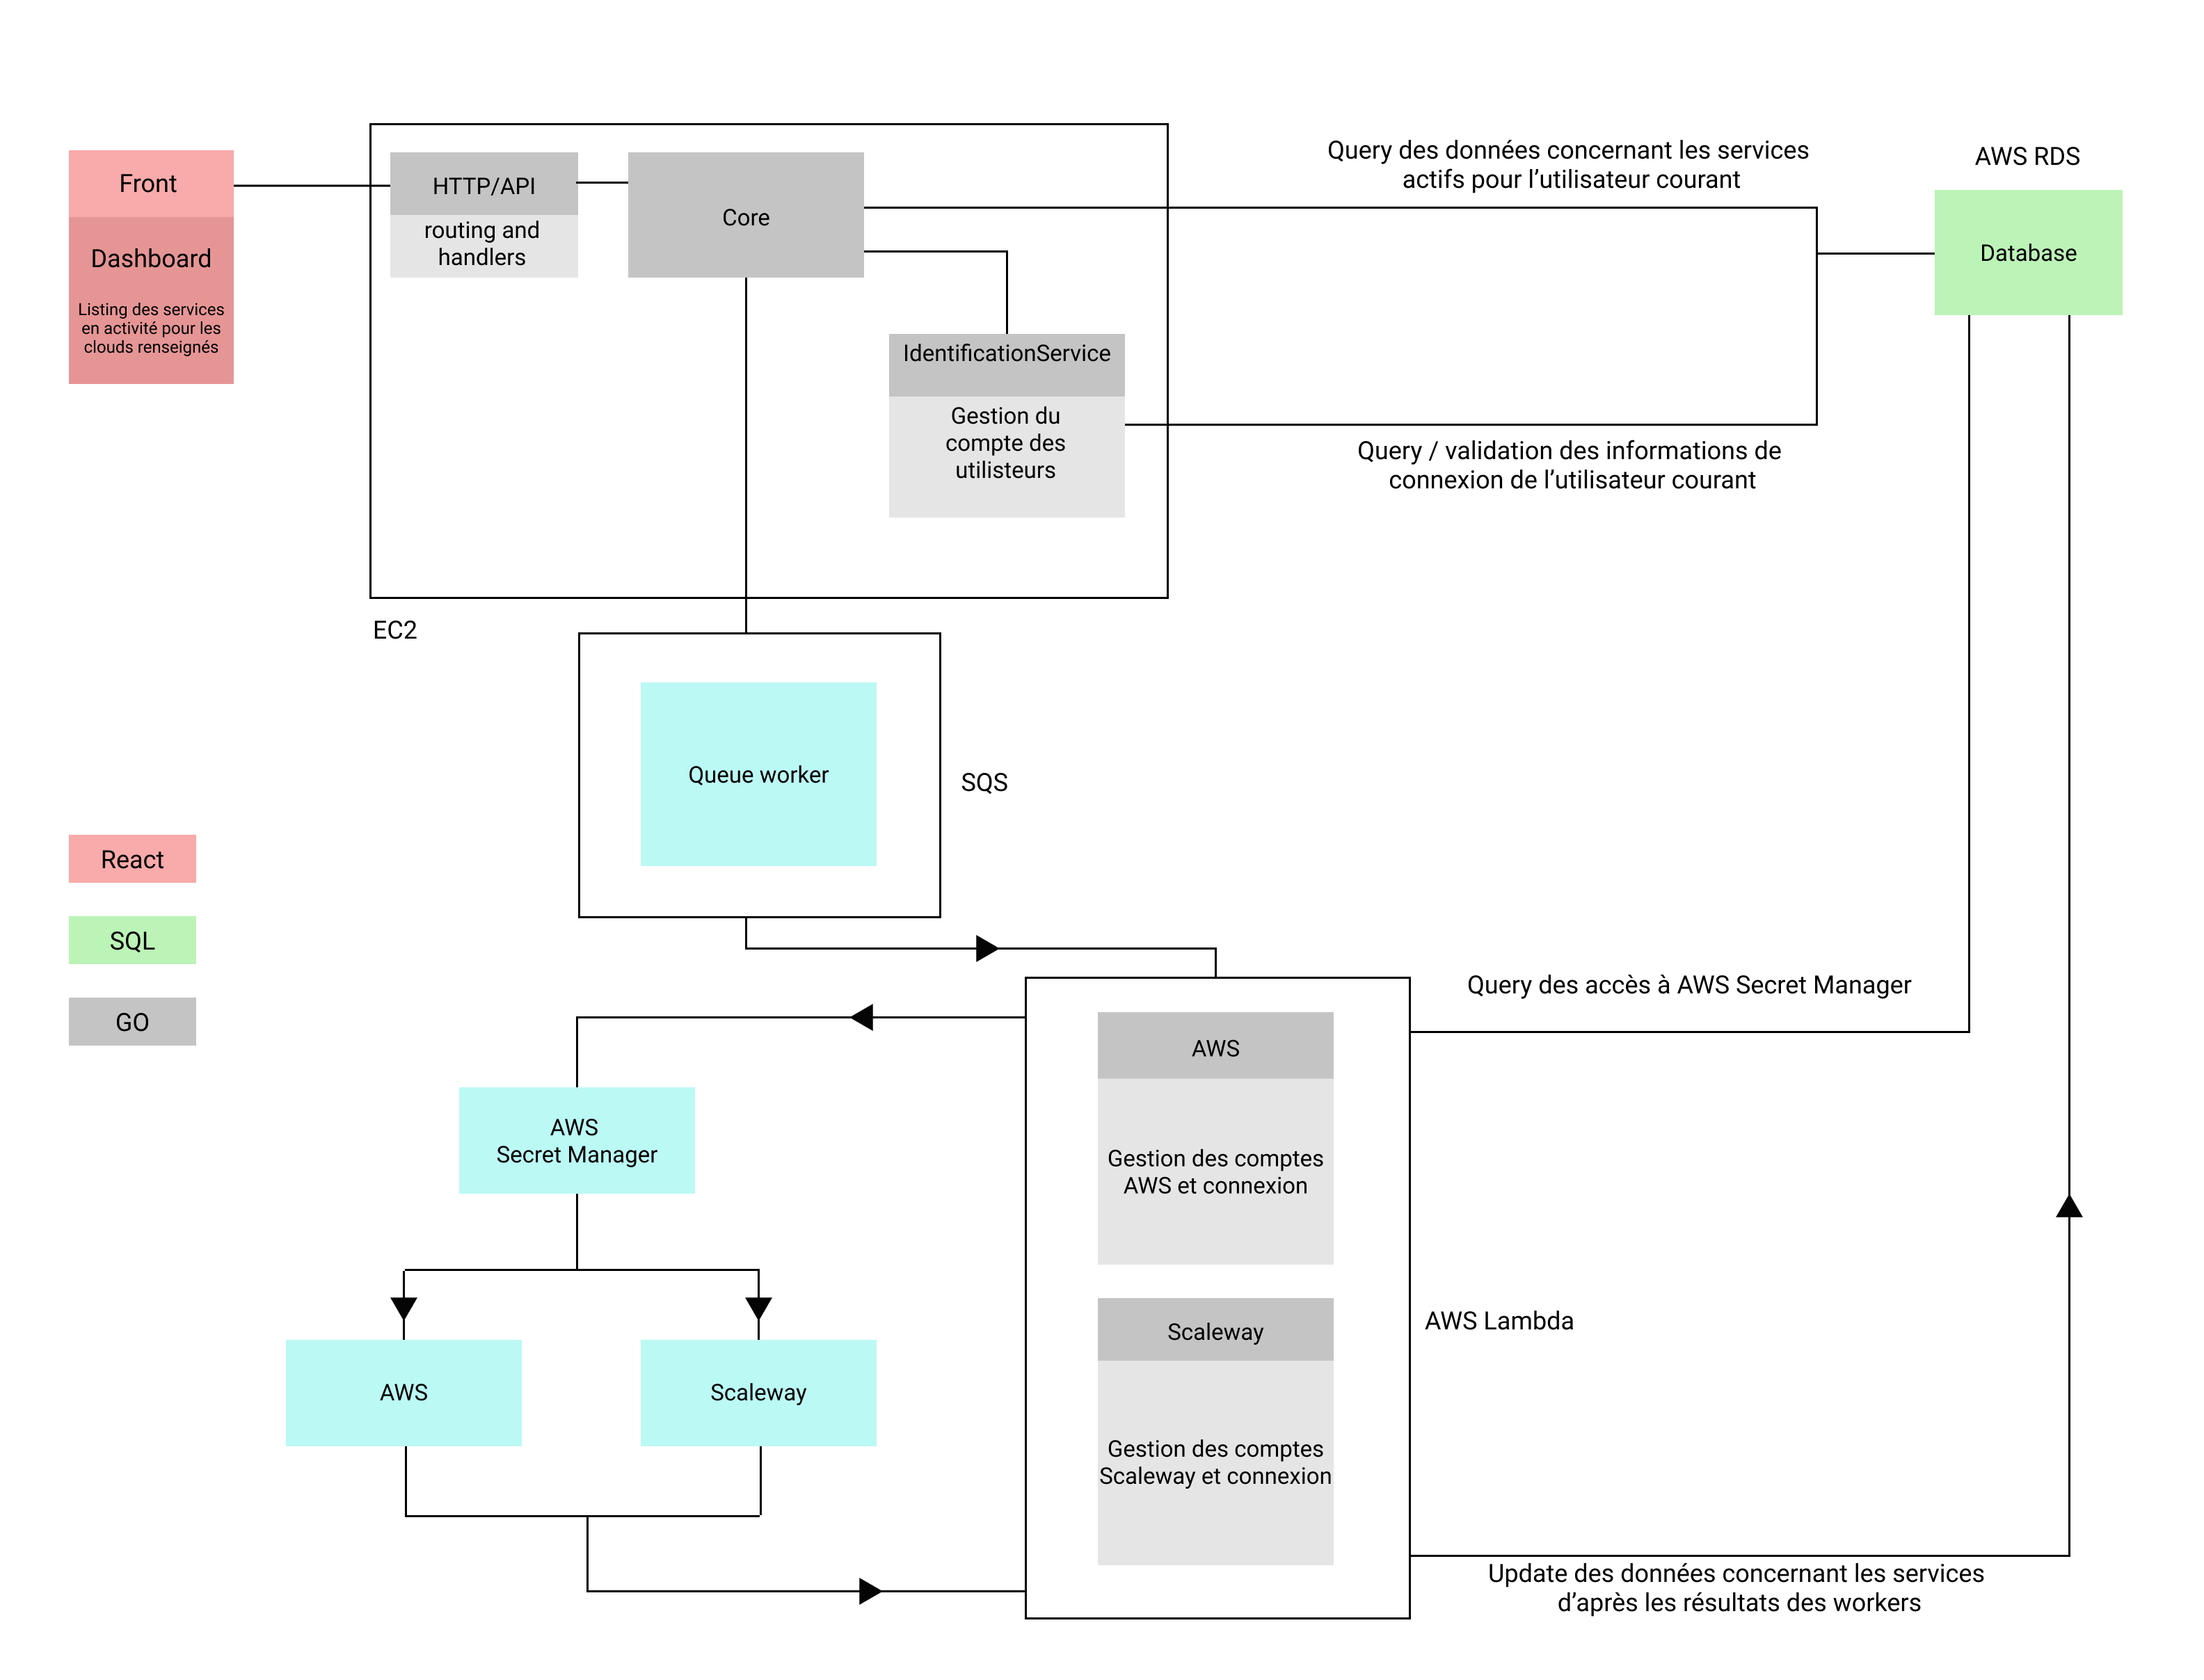 Front
Dashboard
Listing des services
en activité pour les
clouds renseignés
HTTP/API
routing and
handlers
Core
IdentificationService
Gestion du
compte des
utilisteurs
EC2
Query des données concernant les services
actifs pour l’utilisateur courant
Query / validation des informations de
connexion de l’utilisateur courant
AWS RDS
Database
Queue worker
SQS
React
SQL
GO
AWS
Secret Manager
AWS
Scaleway
AWS
Gestion des comptes
AWS et connexion
Scaleway
Gestion des comptes
Scaleway et connexion
AWS Lambda
Query des accès à AWS Secret Manager
Update des données concernant les services
d’après les résultats des workers